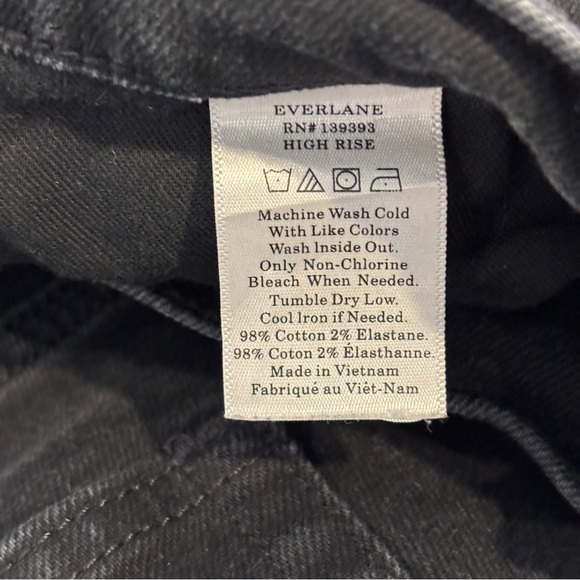 EVERLANE
RN# 139393
HIGH RISE
Machine Wash Cold
With Like Colors
Wash Inside Out.
Only Non-Chlorine
Bleach When Needed.
Tumble Dry Low.
Cool Iron if Needed.
98% Cotton 2% Elastane.
98% Coton 2% Élasthanne.
Made in Vietnam
Fabriqué au Viêt-Nam